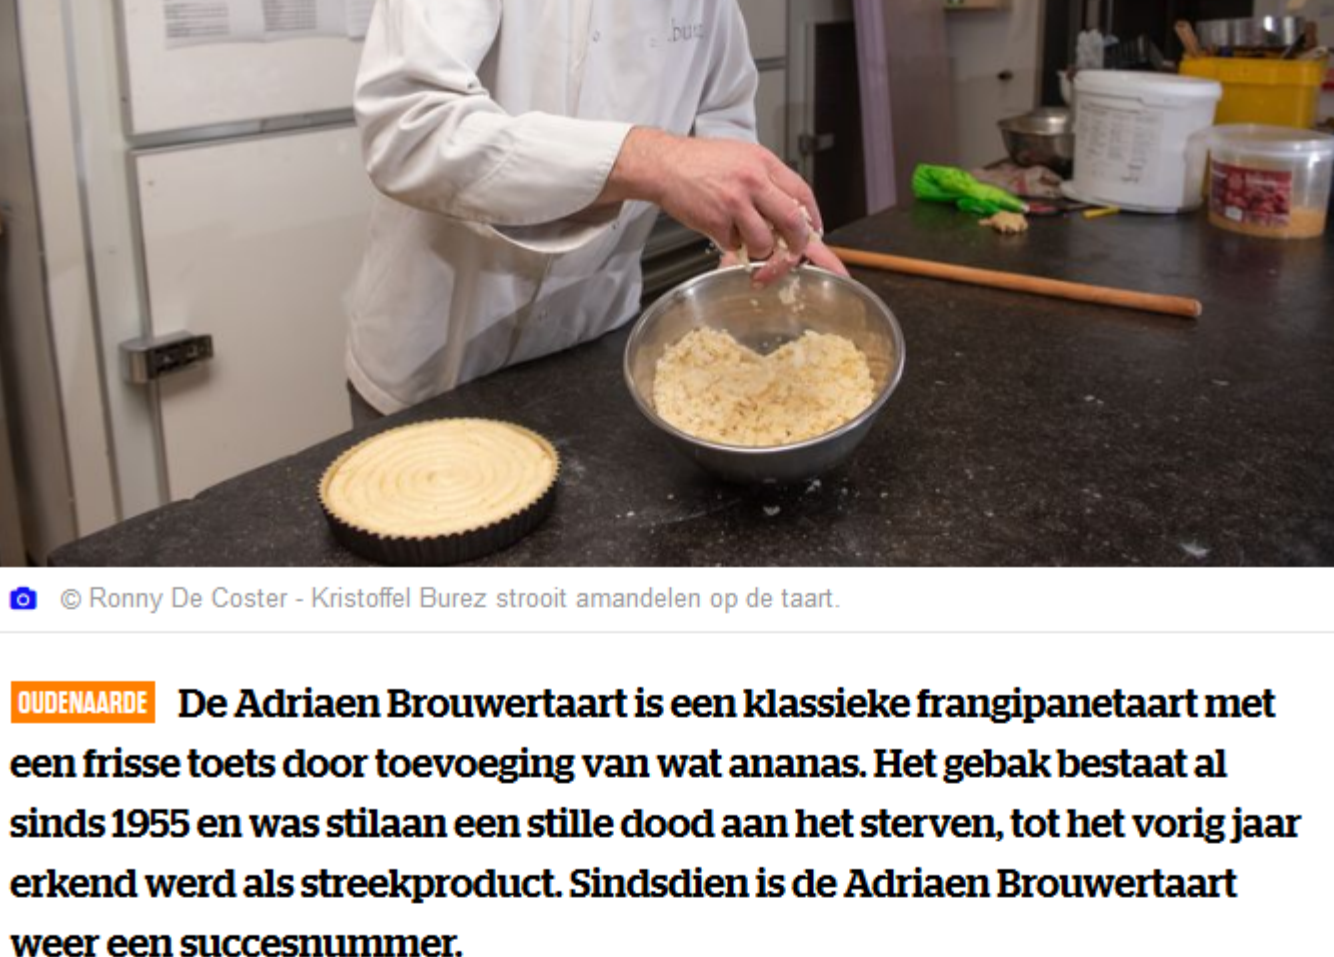 © Ronny De Coster - Kristoffel Burez strooit amandelen op de taart.
OUDENAARDE De Adriaen Brouwertaart is een klassieke frangipanetaart met
een frisse toets door toevoeging van wat ananas. Het gebak bestaat al
sinds 1955 en was stilaan een stille dood aan het sterven, tot het vorig jaar
erkend werd als streekproduct. Sindsdien is de Adriaen Brouwertaart
weer een succesnummer.